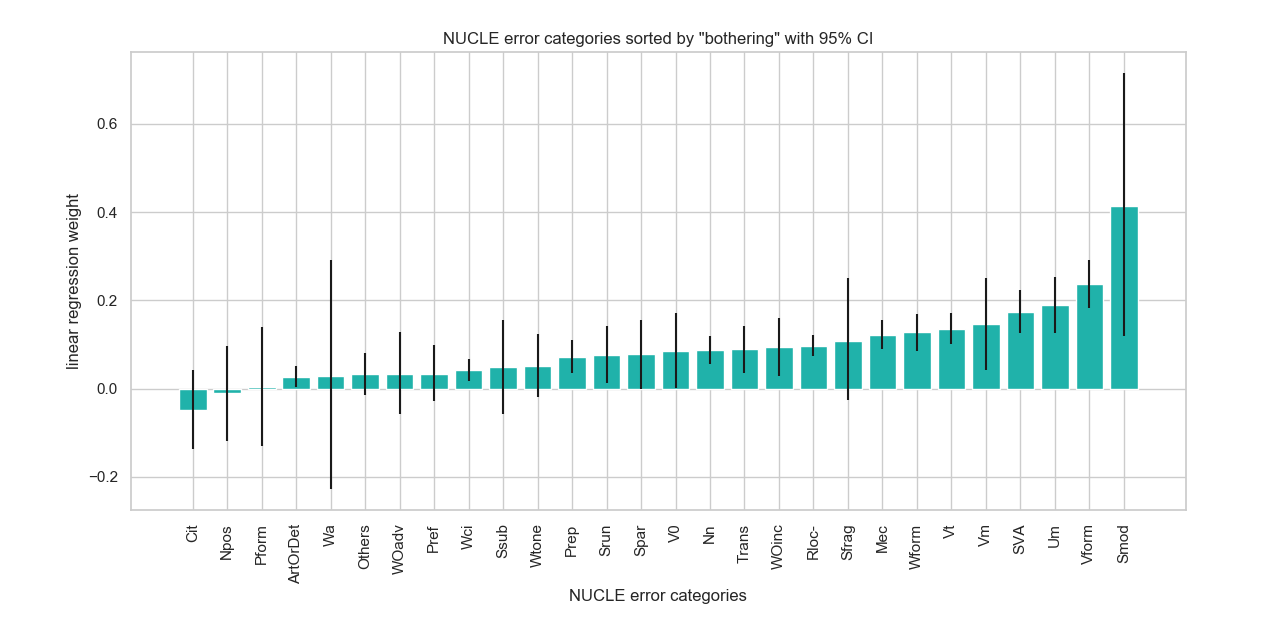 NUCLE error categories sorted by "bothering" with 95% CI
linear regression weight
0.6
0.4
0.2
0.0
−0.2
Cit
Npos
Pform
ArtOrDet
Wa
Others
WOadv
Pref
Wci
Ssub
Wtone
Prep
Srun
Spar
V0
Nn
Trans
WOinc
Rloc-
Sfrag
Mec
Wform
Vt
Vm
SVA
Um
Vform
Smod
NUCLE error categories